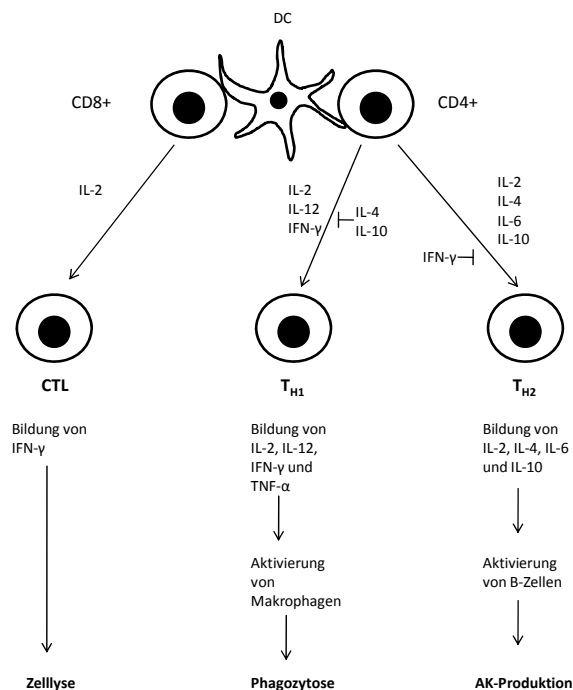 DC
CD8+
CD4+
IL-2
IL-2
IL-12
IFN-γ
IL-4
IL-10
IL-2
IL-4
IL-6
IL-10
IFN-γ
CTL
TH1
TH2
Bildung von
IFN-γ
Bildung von
IL-2, IL-12,
IFN-γ und
TNF-α
Bildung von
IL-2, IL-4, IL-6
und IL-10
Aktivierung
von
Makrophagen
Aktivierung
von B-Zellen
Zelllyse
Phagozytose
AK-Produktion